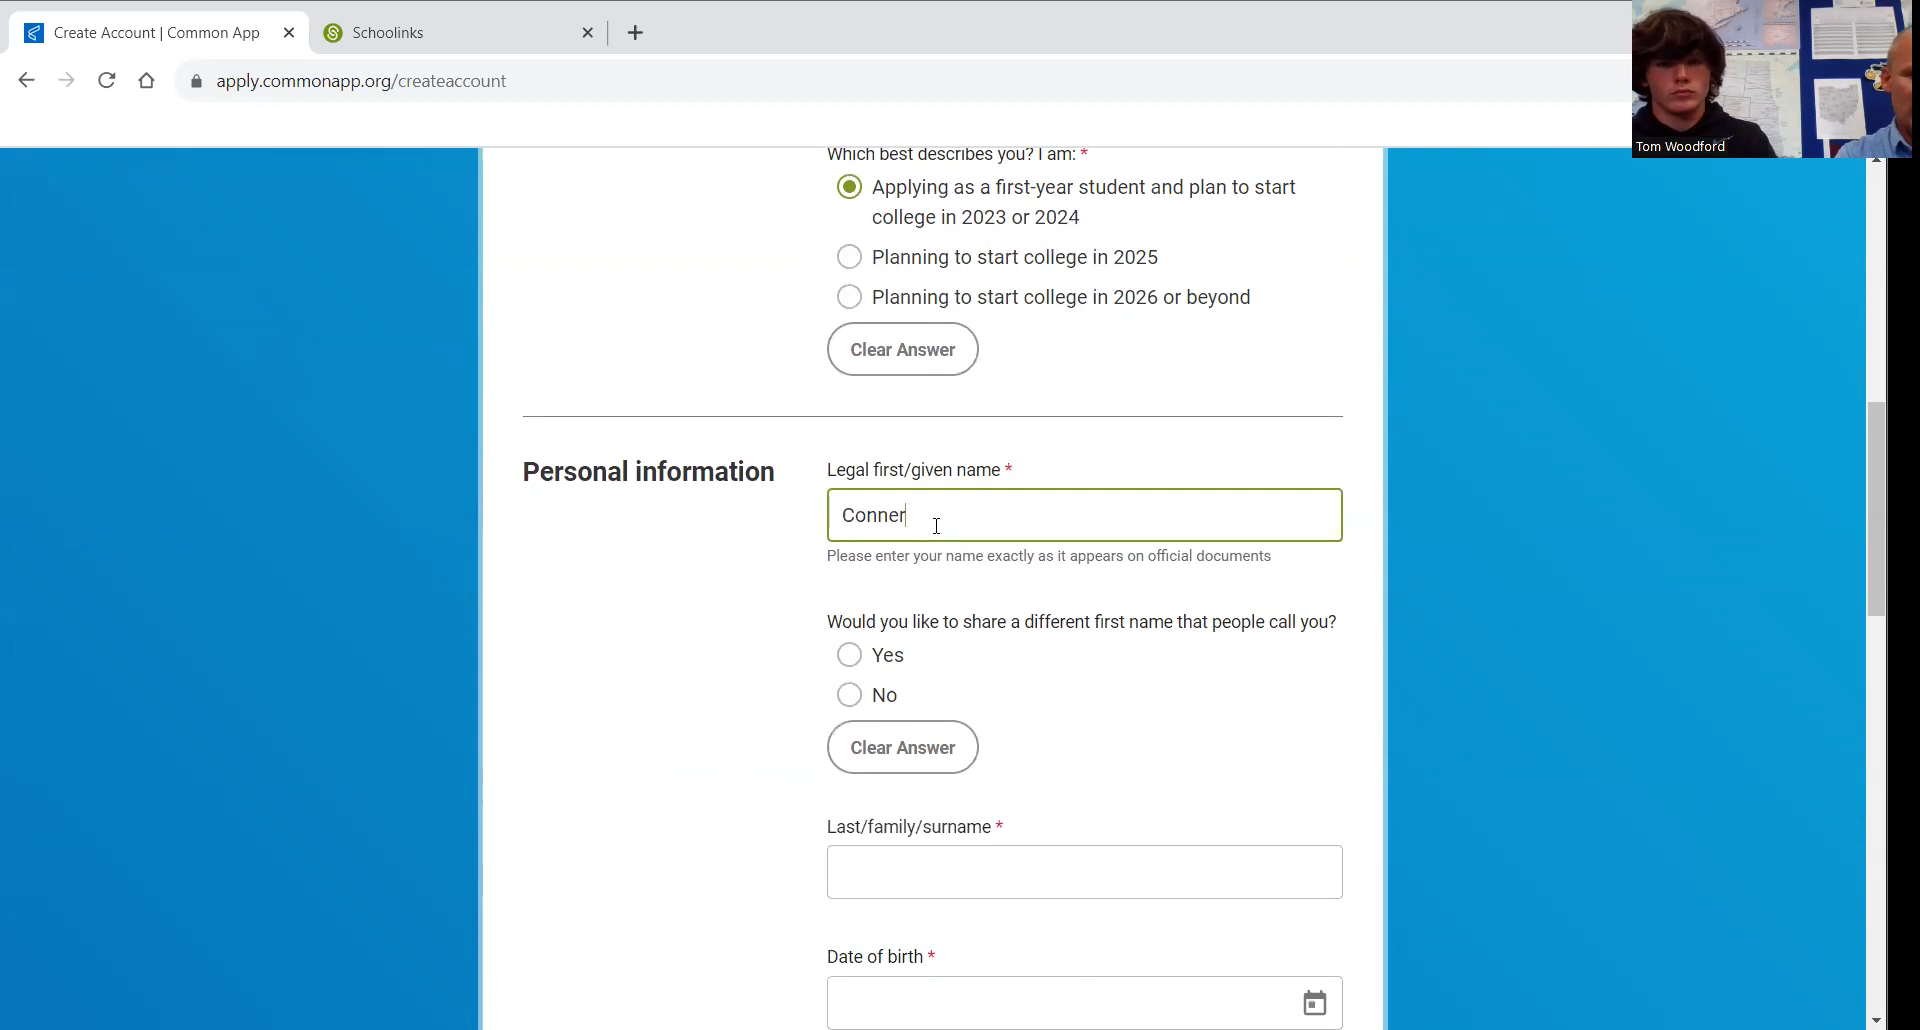 Create Account | Common App
Schoolinks
apply.commonapp.org/createaccount
Tom Woodford
Which best describes you? I am: *
Applying as a first-year student and plan to start
college in 2023 or 2024
Planning to start college in 2025
Planning to start college in 2026 or beyond
Clear Answer
Personal information
Legal first/given name *
Conner
Please enter your name exactly as it appears on official documents
Would you like to share a different first name that people call you?
Yes
No
Clear Answer
Last/family/surname *
Date of birth *